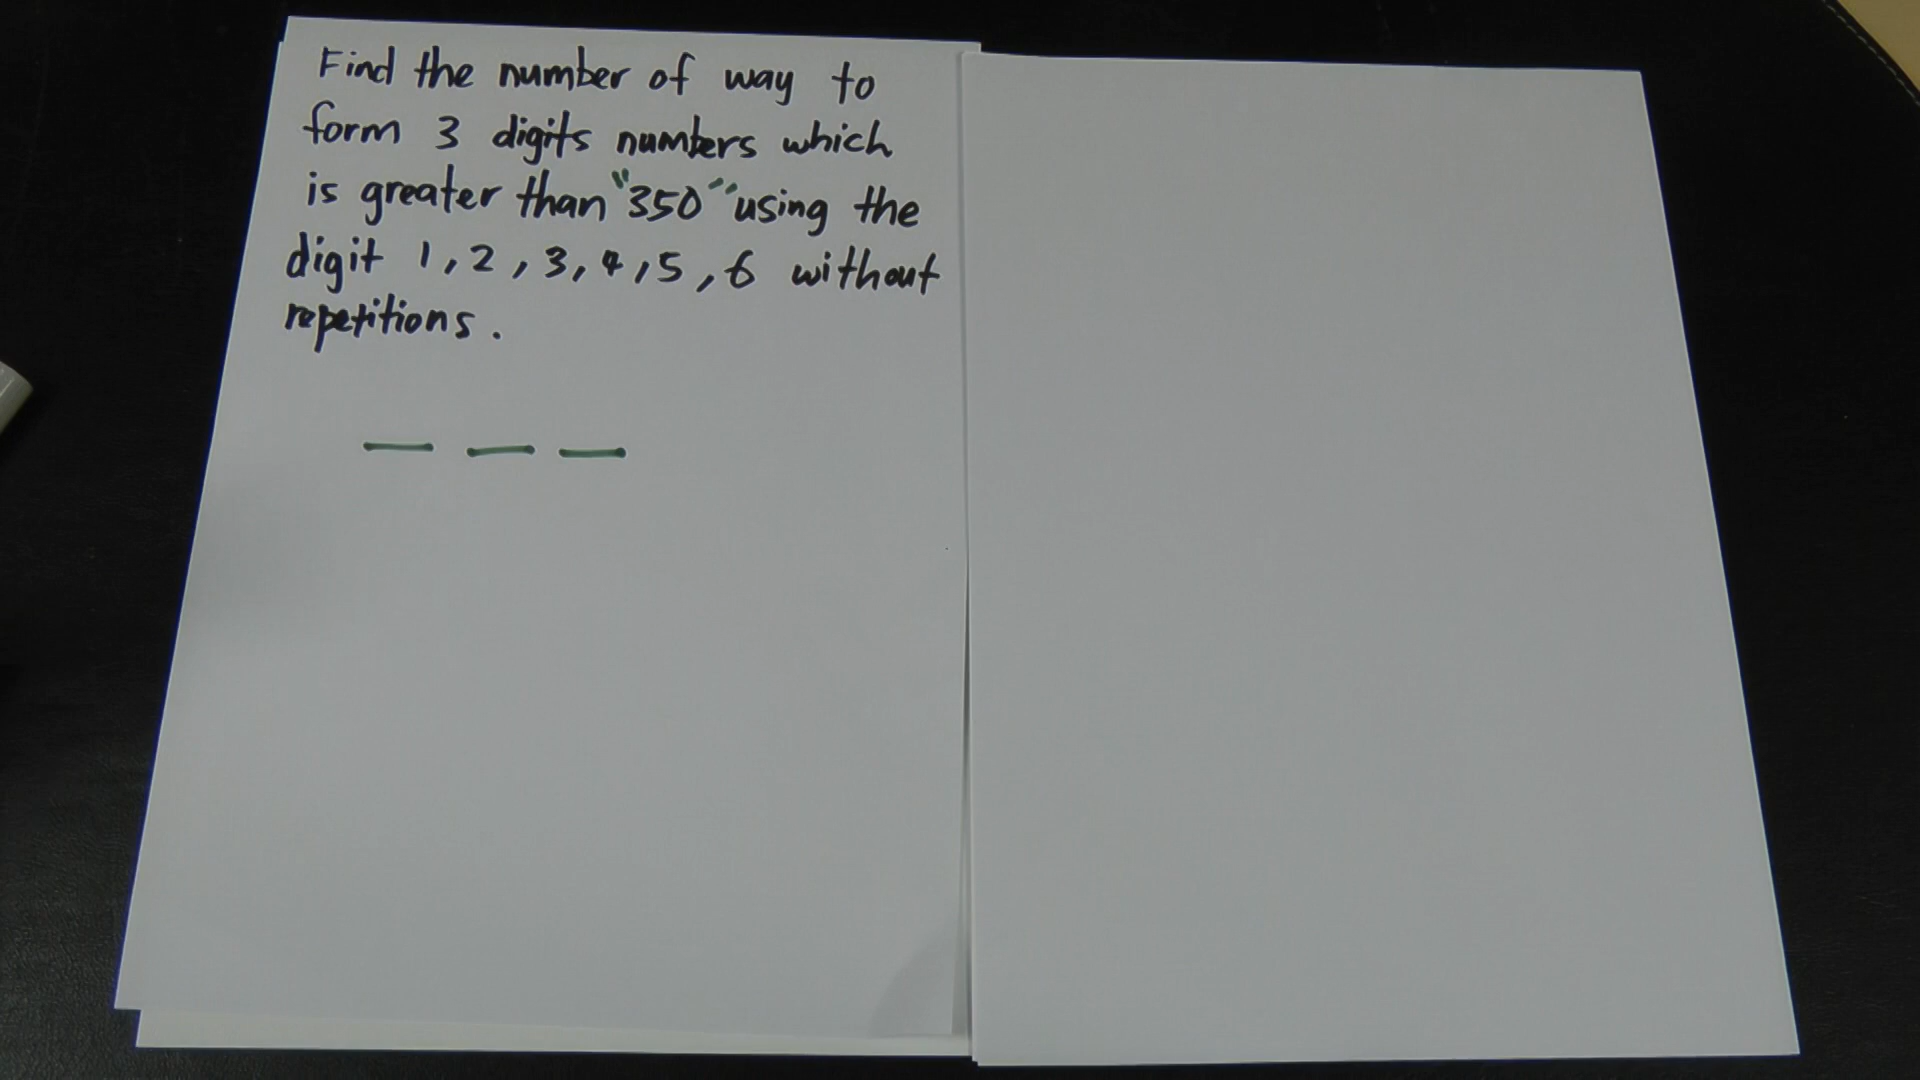 Find the number of way to
form 3 digits numbers which
is greater than "350" using the
digit 1, 2, 3, 4, 5, 6 without
repetitions.